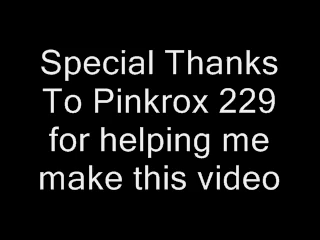 Special Thanks
To Pinkrox 229
for helping me
make this video